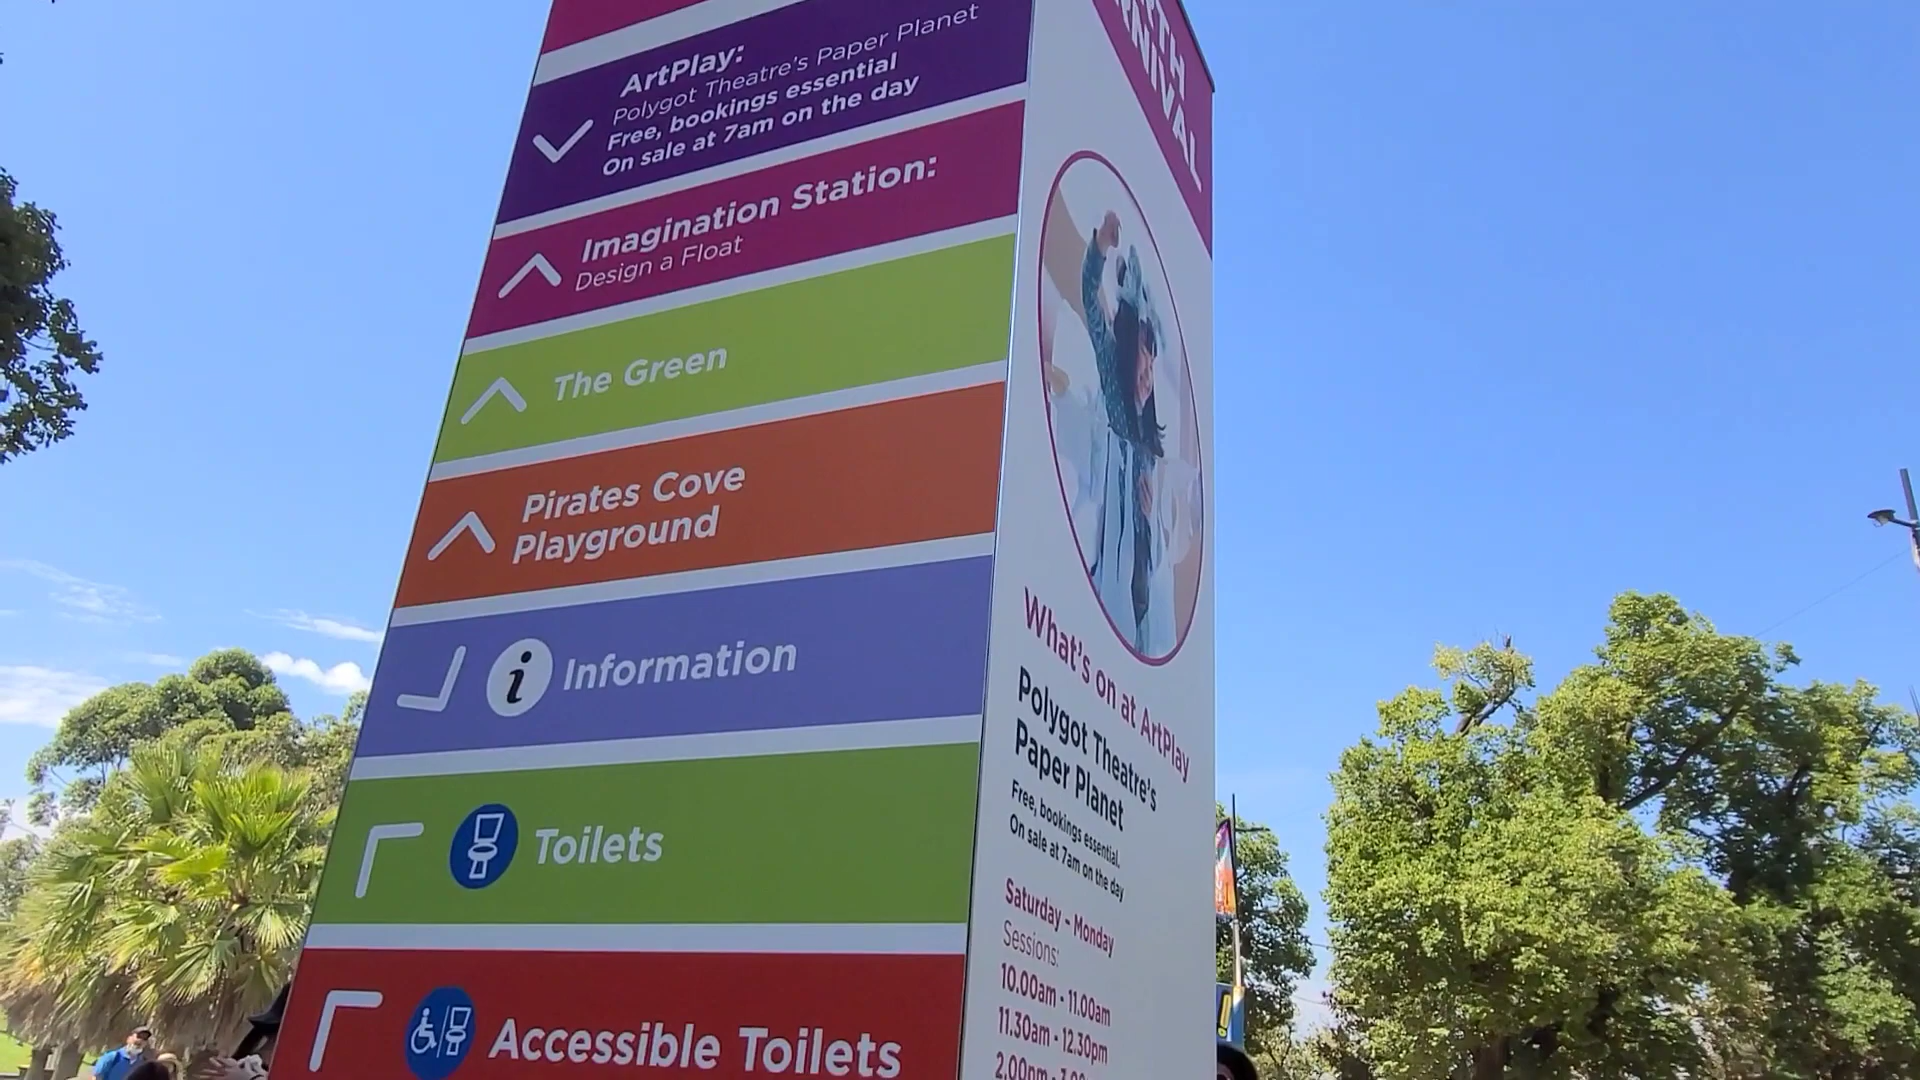 ArtPlay:
Polygot Theatre's Paper Planet
Free, bookings essential
On sale at 7am on the day
Imagination Station:
Design a Float
The Green
Pirates Cove
Playground
i Information
Toilets
Accessible Toilets
What's on at ArtPlay
Polygot Theatre's
Paper Planet
Free, bookings essential.
On sale at 7am on the day
Saturday - Monday
Sessions:
10.00am - 11.00am
11.30am - 12.30pm
2.00pm -